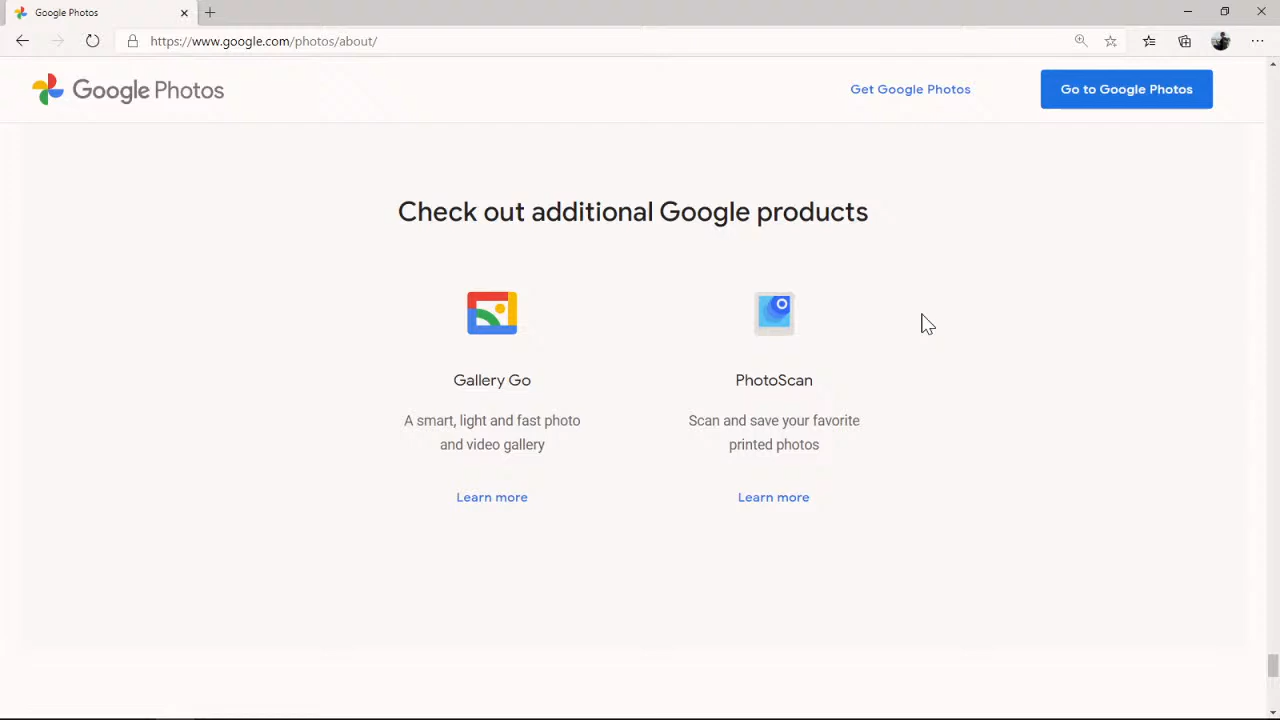 Google Photos
https://www.google.com/photos/about/
Google Photos
Get Google Photos
Go to Google Photos
Check out additional Google products
Gallery Go
A smart, light and fast photo
and video gallery
Learn more
PhotoScan
Scan and save your favorite
printed photos
Learn more